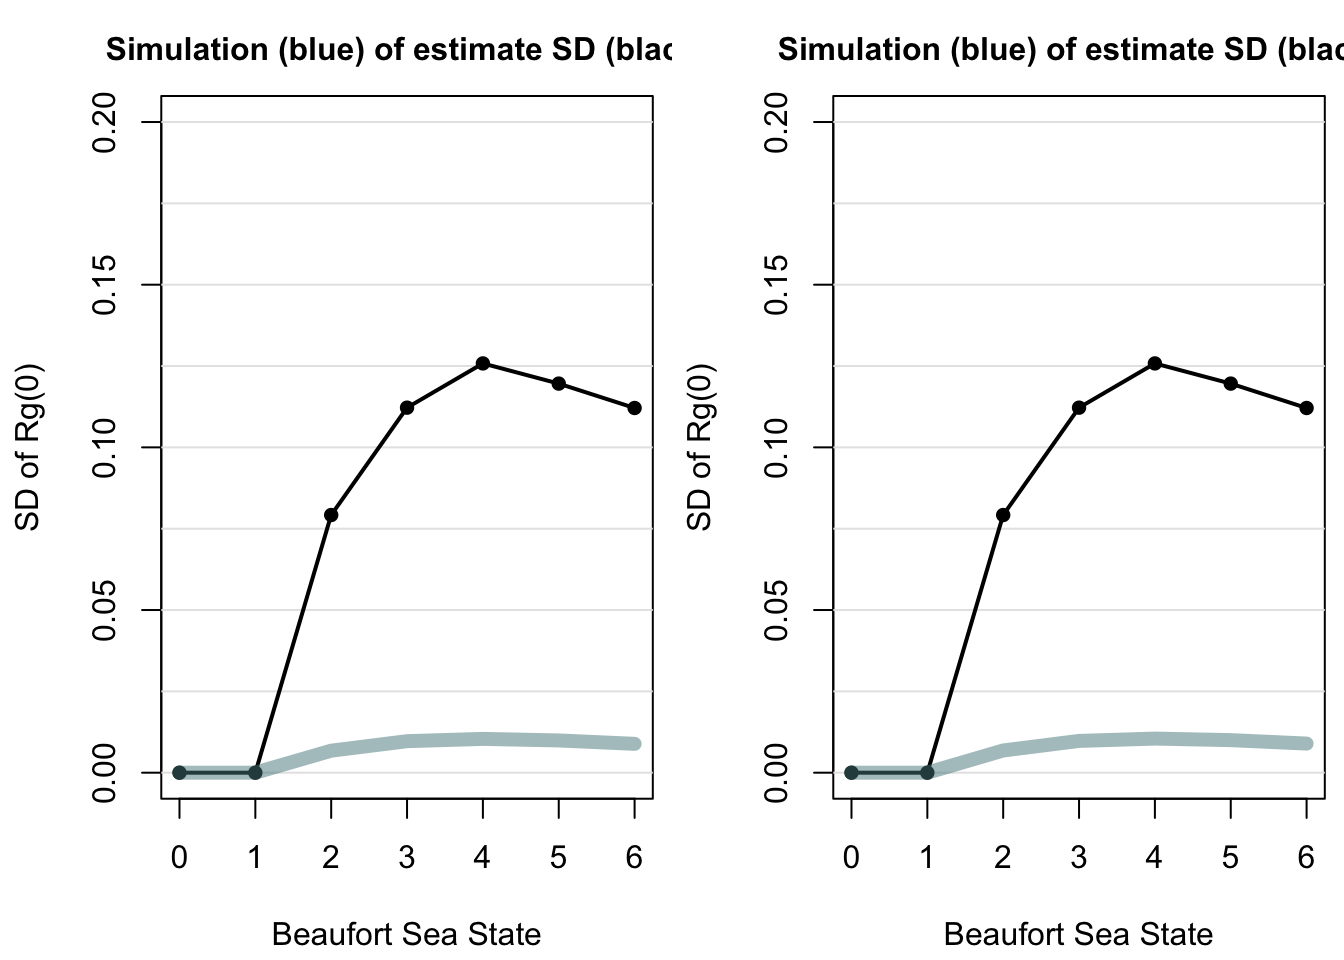 Simulation (blue) of estimate SD (blac
SD of Rg(0)
0.20
0.15
0.10
0.05
0.00
0 1 2 3 4 5 6
Beaufort Sea State
Simulation (blue) of estimate SD (blac
SD of Rg(0)
0.20
0.15
0.10
0.05
0.00
0 1 2 3 4 5 6
Beaufort Sea State